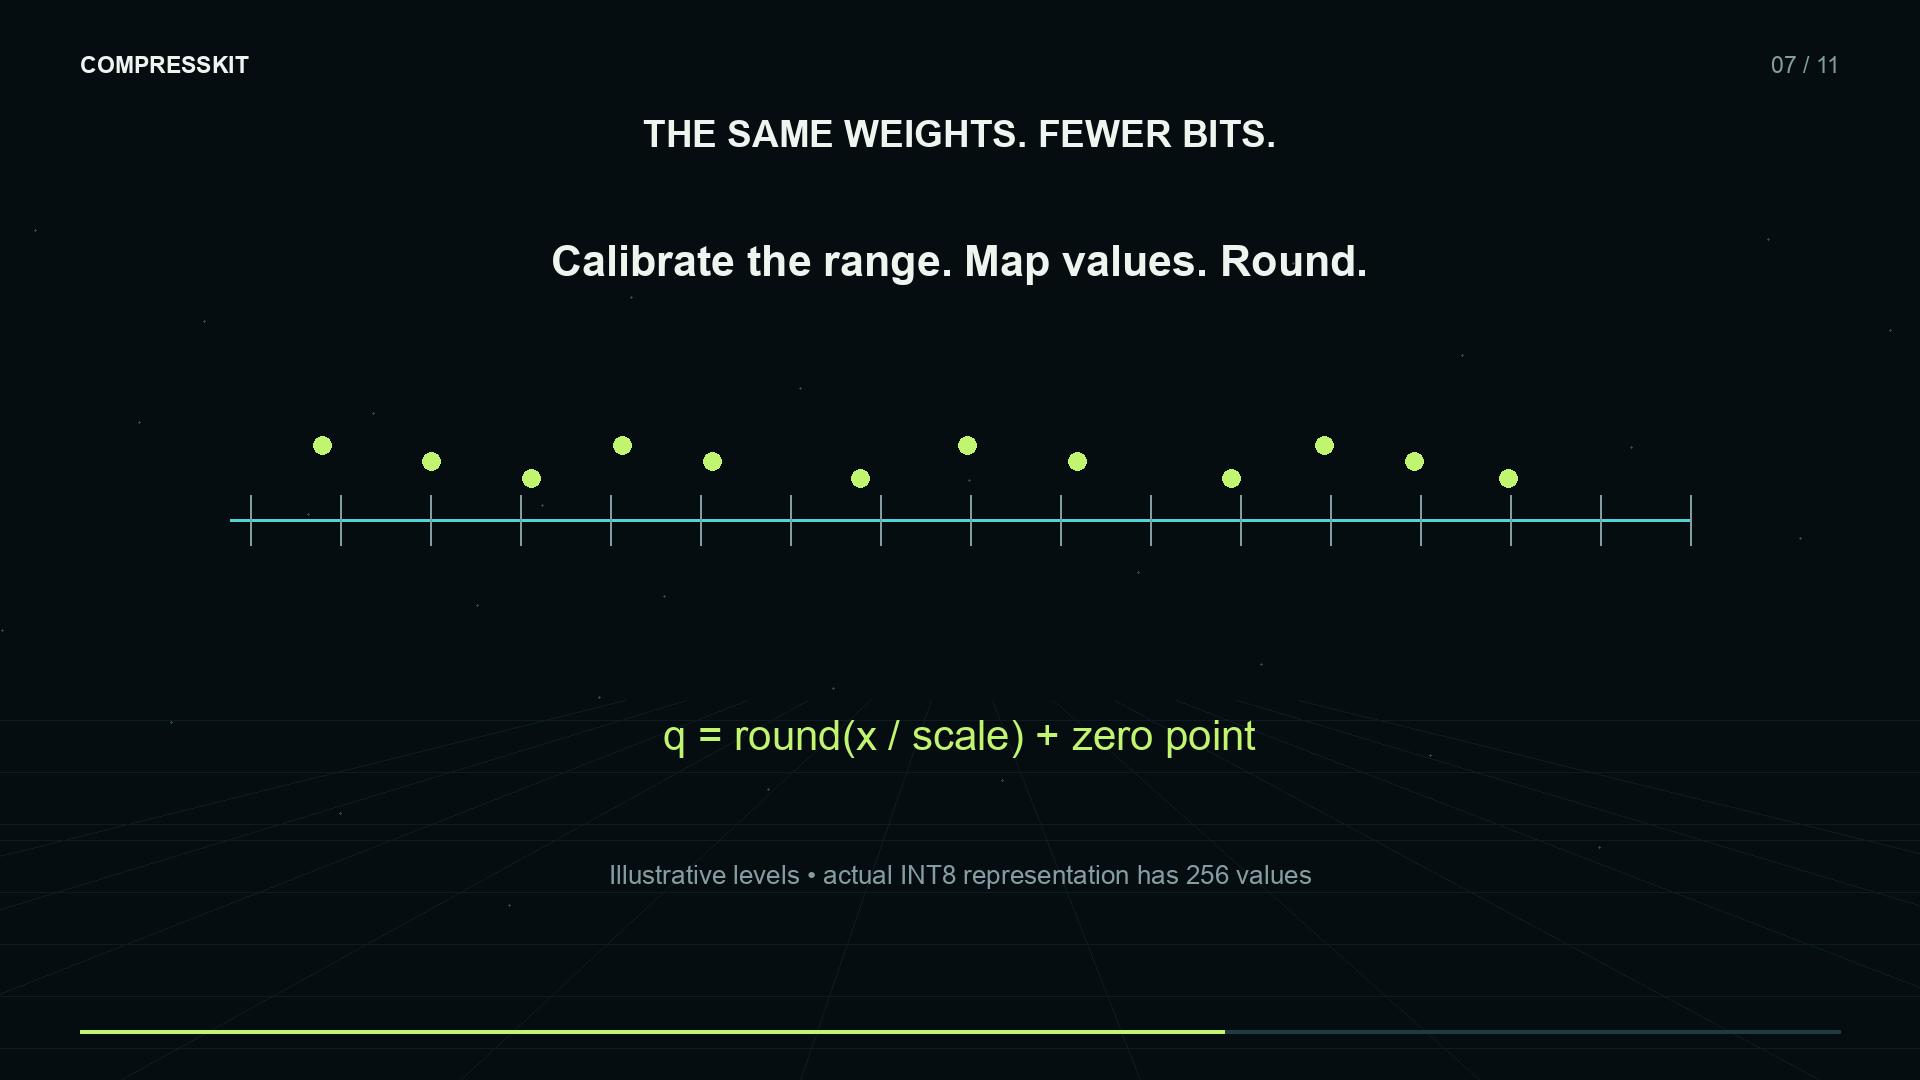 COMPRESSKIT
07 / 11
THE SAME WEIGHTS. FEWER BITS.
Calibrate the range. Map values. Round.
q = round(x / scale) + zero point
Illustrative levels • actual INT8 representation has 256 values